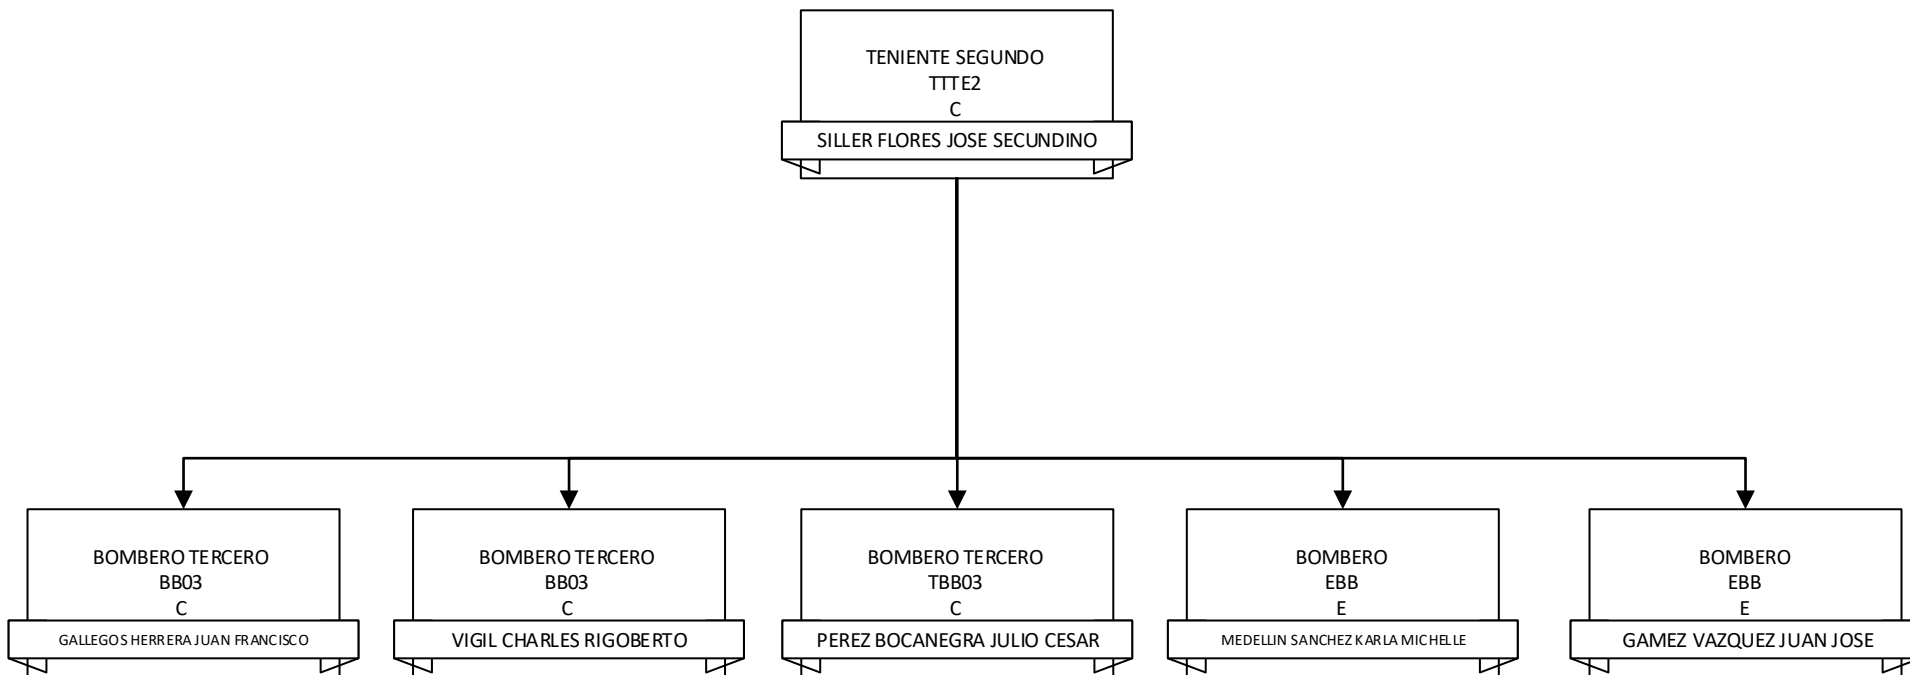 TENIENTE SEGUNDO
TTTE2
C
SILLER FLORES JOSE SECUNDINO
BOMBERO TERCERO
BB03
C
GALLEGOS HERRERA JUAN FRANCISCO
BOMBERO TERCERO
BB03
C
VIGIL CHARLES RIGOBERTO
BOMBERO TERCERO
TBB03
C
PEREZ BOCANEGRA JULIO CESAR
BOMBERO
EBB
E
MEDELLIN SANCHEZ KARLA MICHELLE
BOMBERO
EBB
E
GAMEZ VAZQUEZ JUAN JOSE